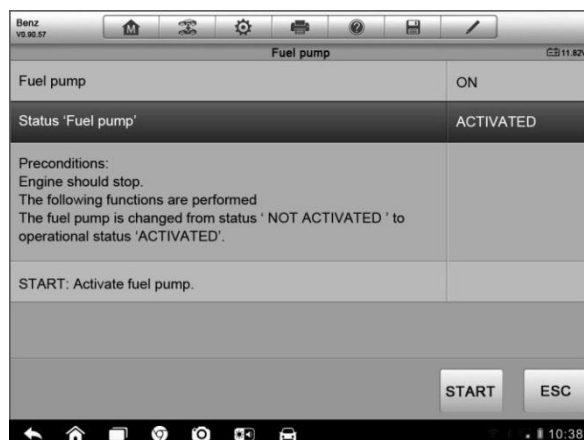 Benz
V0.90.57
M
Fuel pump
11.82V
Fuel pump ON
Status 'Fuel pump' ACTIVATED
Preconditions:
Engine should stop.
The following functions are performed
The fuel pump is changed from status ' NOT ACTIVATED ' to
operational status 'ACTIVATED'.
START: Activate fuel pump.
START ESC
10:38